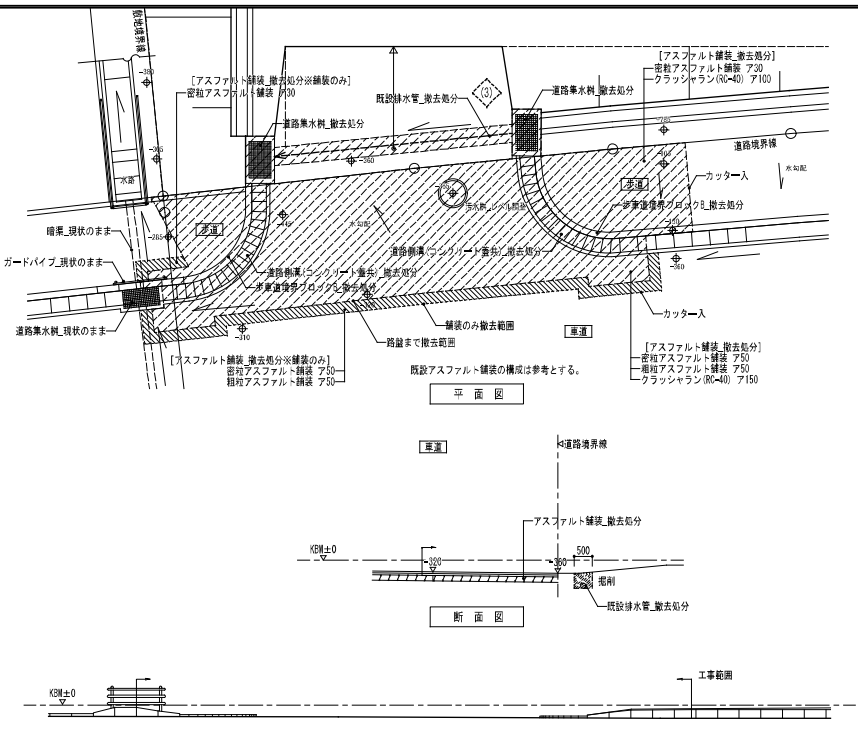 敷地境界線
-380
[アスファルト舗装_撤去処分※舗装のみ]
密粒アスファルト舗装 ア30
道路集水桝_撤去処分
既設排水管_撤去処分
(3)
道路集水桝_撤去処分
[アスファルト舗装_撤去処分]
密粒アスファルト舗装 ア30
クラッシャラン(RC-40) ア100
道路境界線
-360
水路
歩道
カッター入
水勾配
歩車道境界ブロックB_撤去処分
歩道
水勾配
暗渠_現状のまま
-285
道路側溝(コンクリート蓋共)_撤去処分
-360
ガードパイプ_現状のまま
道路側溝(コンクリート蓋共)_撤去処分
歩車道境界ブロックB_撤去処分
道路集水桝_現状のまま
-310
舗装のみ撤去範囲
路盤まで撤去範囲
カッター入
車道
[アスファルト舗装_撤去処分※舗装のみ]
密粒アスファルト舗装 ア50
粗粒アスファルト舗装 ア50
既設アスファルト舗装の構成は参考とする。
[アスファルト舗装_撤去処分]
密粒アスファルト舗装 ア50
粗粒アスファルト舗装 ア50
クラッシャラン(RC-40) ア150
平面図
車道
道路境界線
アスファルト舗装_撤去処分
KBM±0
-320
-360
500
掘削
既設排水管_撤去処分
断面図
KBM±0
工事範囲